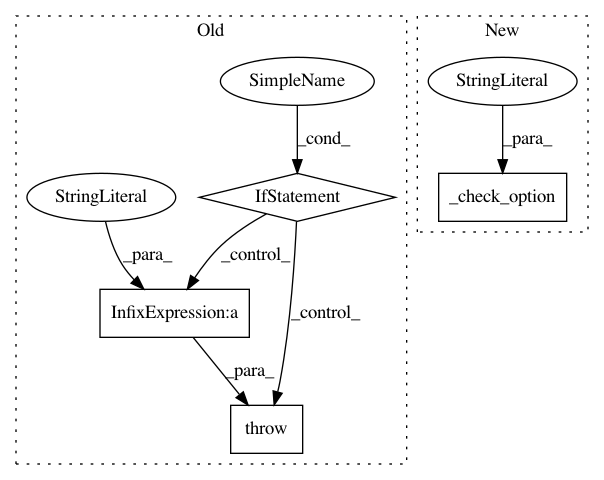 Old
New
SimpleName
StringLiteral
_cond_
_para_
StringLiteral
IfStatement
_check_option
_para_
_control_
InfixExpression:a
_control_
_para_
throw